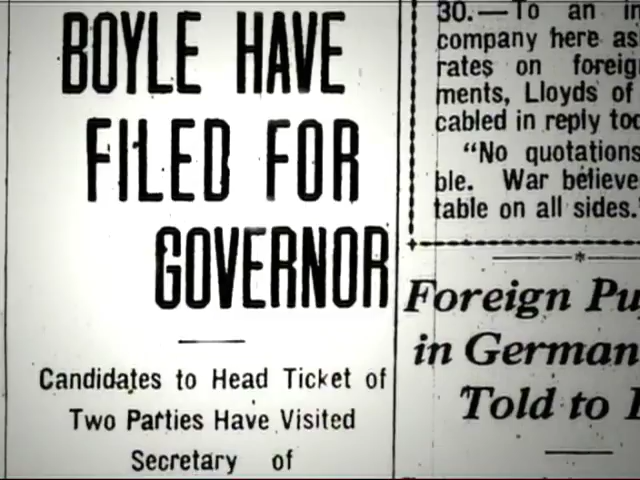 BOYLE HAVE
FILED FOR
GOVERNOR
Candidates to Head Ticket of
Two Parties Have Visited
Secretary of
30.—To an
company here as
rates on
ments, Lloyds of
cabled in reply
"No quotations
ble. War believe
table on all sides.
Foreign
in German
Told to